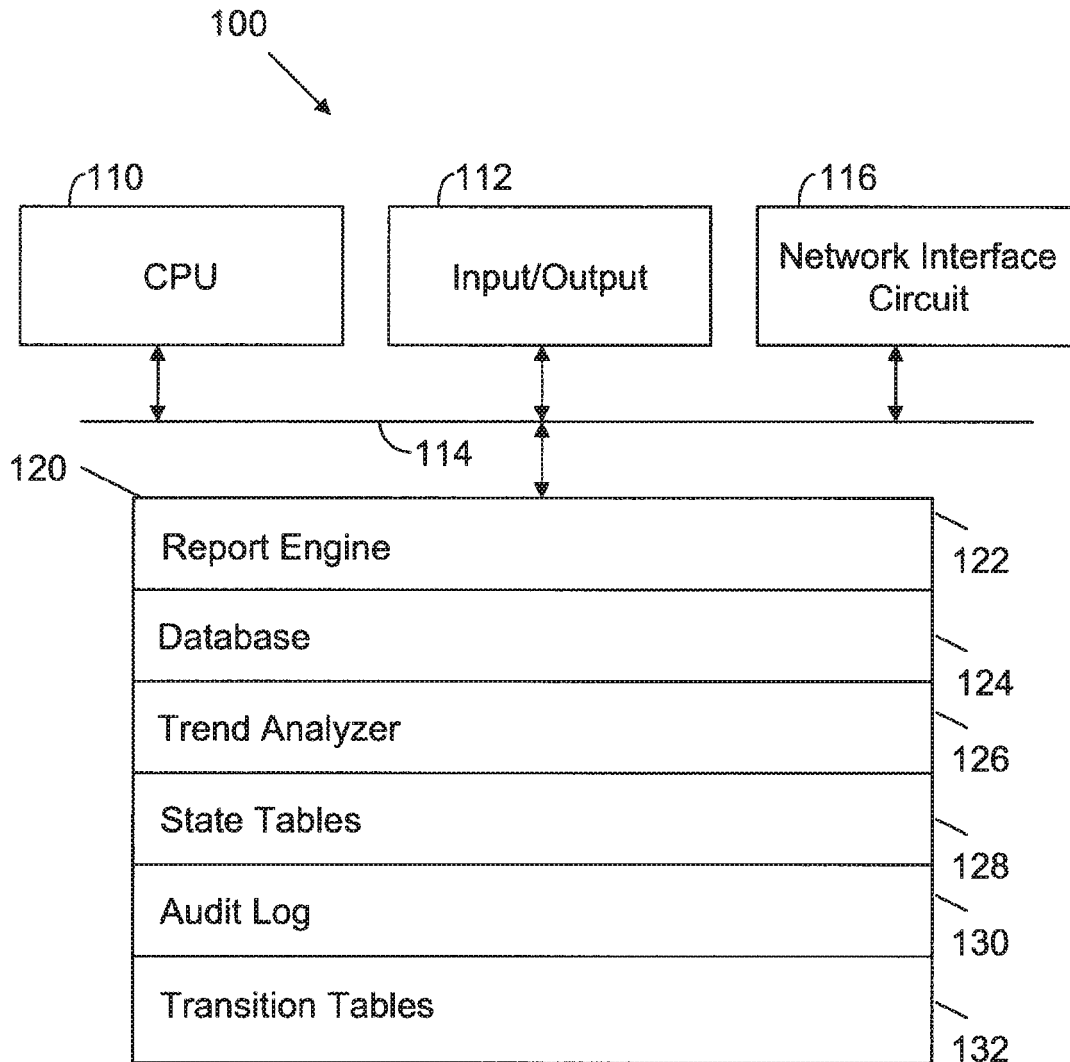 100
110
112
116
CPU
Input/Output
Network Interface
Circuit
114
120
Report Engine
122
Database
124
Trend Analyzer
126
State Tables
128
Audit Log
130
Transition Tables
132